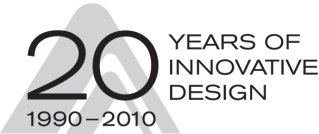 20 YEARS OF
INNOVATIVE
DESIGN
1990–2010